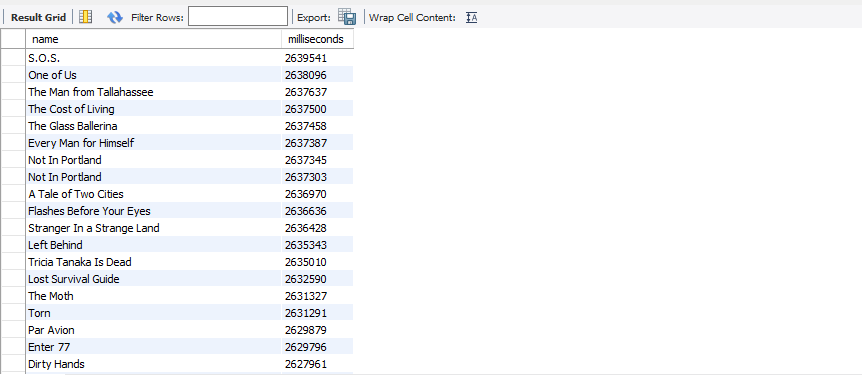 Result Grid Filter Rows: Export: Wrap Cell Content: IA
name milliseconds
S.O.S. 2639541
One of Us 2638096
The Man from Tallahassee 2637637
The Cost of Living 2637500
The Glass Ballerina 2637458
Every Man for Himself 2637387
Not In Portland 2637345
Not In Portland 2637303
A Tale of Two Cities 2636970
Flashes Before Your Eyes 2636636
Stranger In a Strange Land 2636428
Left Behind 2635343
Tricia Tanaka Is Dead 2635010
Lost Survival Guide 2632590
The Moth 2631327
Torn 2631291
Par Avion 2629879
Enter 77 2629796
Dirty Hands 2627961